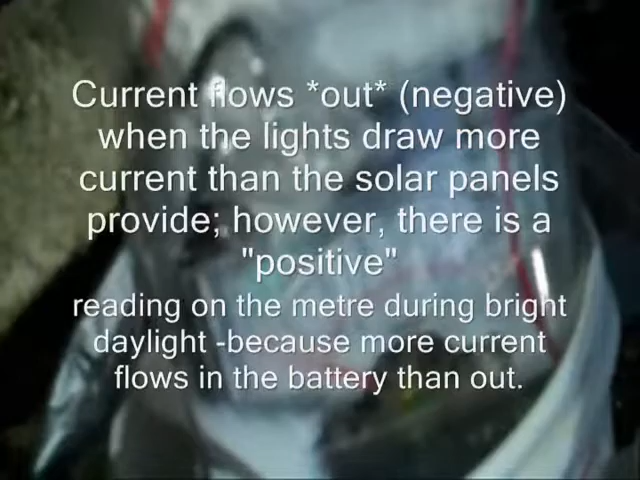 Current flows *out* (negative)
when the lights draw more
current than the solar panels
provide; however, there is a
"positive"
reading on the metre during bright
daylight -because more current
flows in the battery than out.